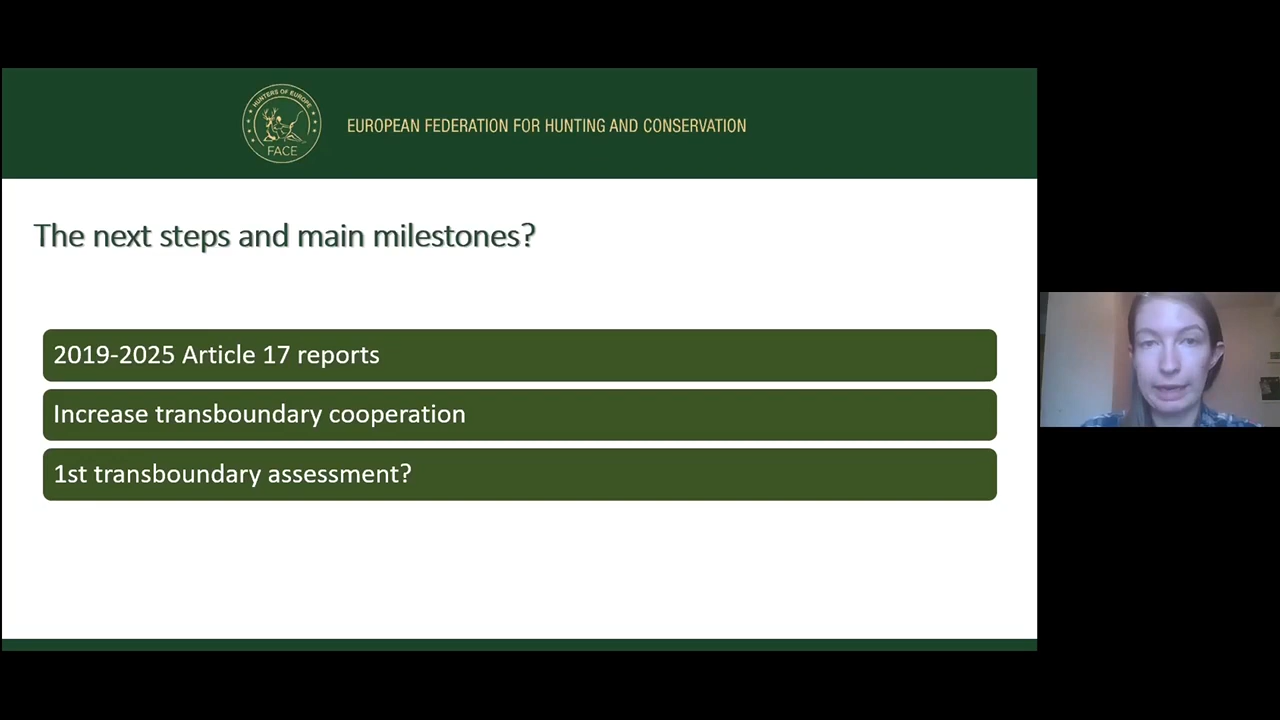 HUNTERS OF EUROPE
FACE
EUROPEAN FEDERATION FOR HUNTING AND CONSERVATION
The next steps and main milestones?
2019-2025 Article 17 reports
Increase transboundary cooperation
1st transboundary assessment?